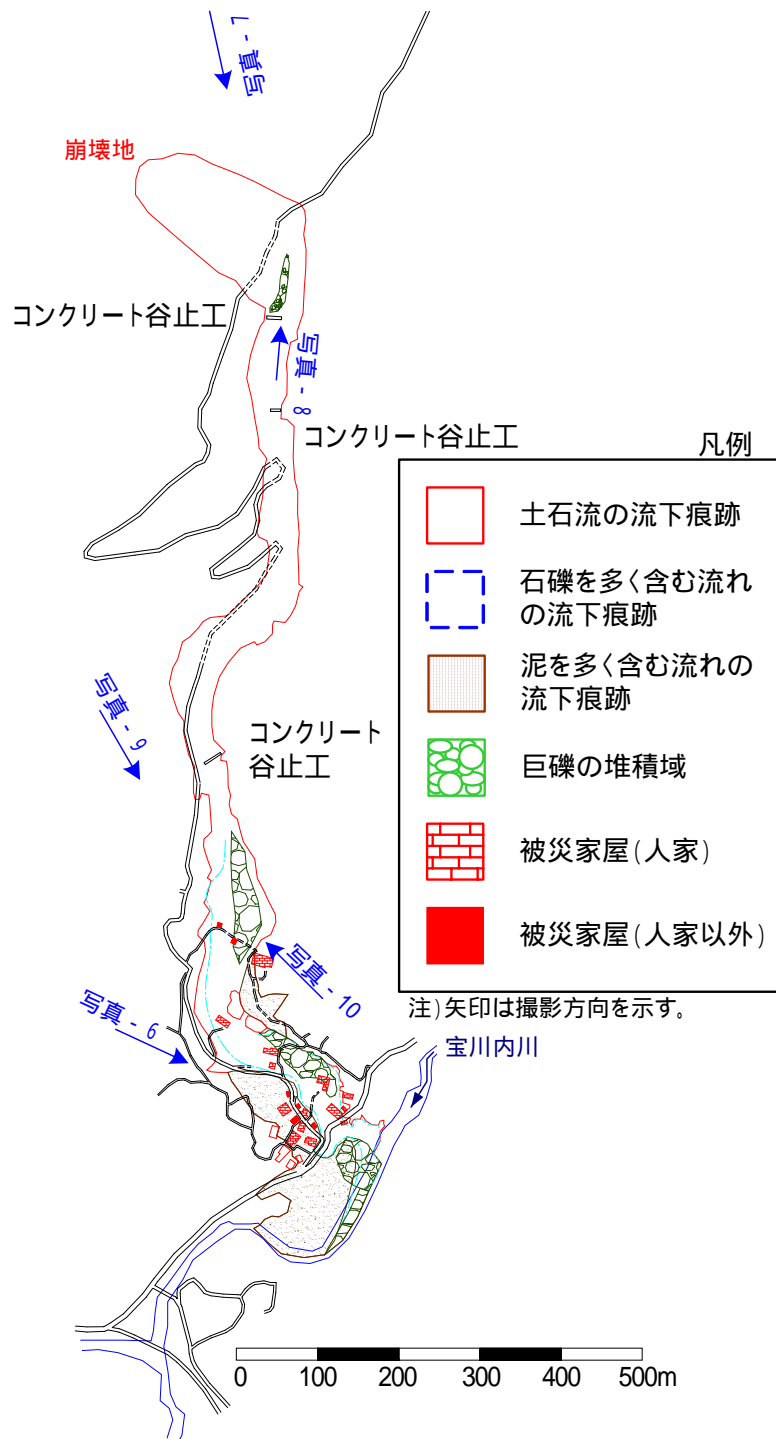 写真-7
崩壊地
コンクリート谷止工
写真-8
コンクリート谷止工
凡例
土石流の流下痕跡
石礫を多く含む流れ
の流下痕跡
泥を多く含む流れの
流下痕跡
巨礫の堆積域
被災家屋(人家)
被災家屋(人家以外)
注)矢印は撮影方向を示す。
写真-9
コンクリート
谷止工
写真-10
写真-6
宝川内川
0 100 200 300 400 500m